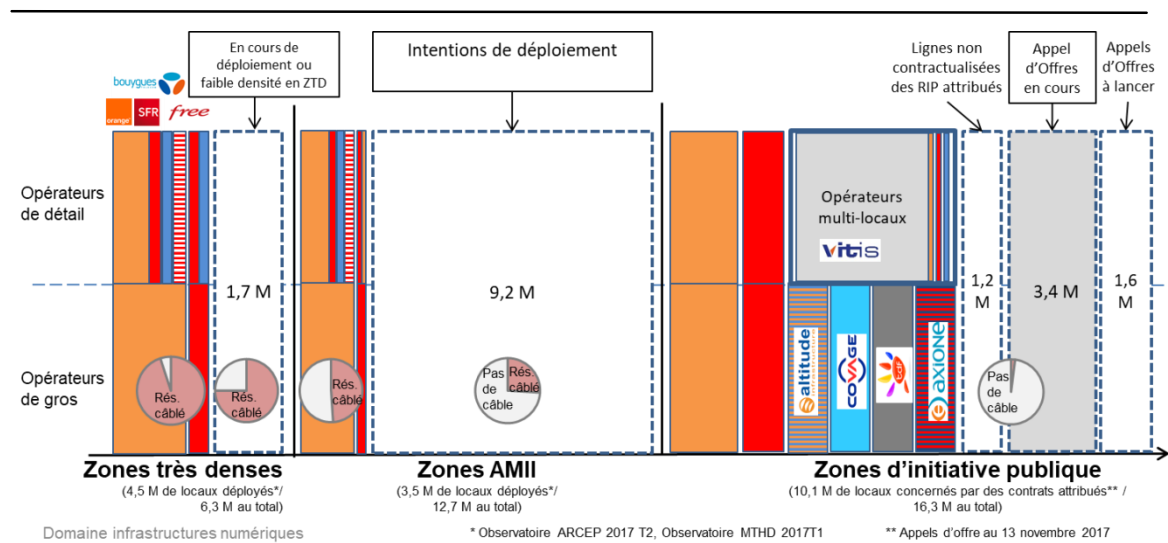 En cours de
déploiement ou
faible densité en ZTD
Intentions de déploiement
Lignes non
contractualisées
des RIP attribués
Appel
d'Offres
en cours
Appels
d'Offres
à lancer
bouygues
orange
SFR
free
Opérateurs
de détail
Opérateurs
multi-locaux
vitis
1,7 M
9,2 M
1,2
M
3,4 M
1,6
M
Opérateurs
de gros
Rés.
câblé
Rés.
câblé
Rés.
câblé
Pas
de
câble
Rés.
câblé
altitude
infrastructure
COVAGE
tdf
axione
Pas
de
câble
Zones très denses
(4,5 M de locaux déployés*/
6,3 M au total)
Zones AMII
(3,5 M de locaux déployés*/
12,7 M au total)
Zones d'initiative publique
(10,1 M de locaux concernés par des contrats attribués** /
16,3 M au total)
Domaine infrastructures numériques
* Observatoire ARCEP 2017 T2, Observatoire MTHD 2017T1
** Appels d'offre au 13 novembre 2017